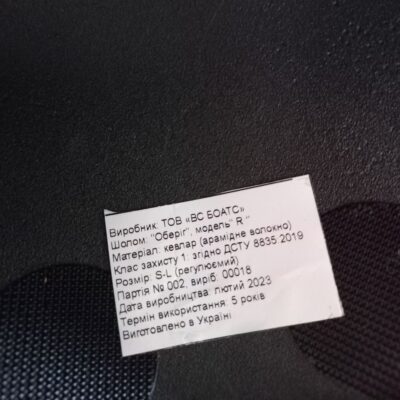 Виробник: ТОВ «ВС БОАТС»
Шолом: "Оберіг", модель" R "
Матеріал: кевлар (арамідне волокно)
Клас захисту 1: згідно ДСТУ 8835:2019
Розмір: S-L (регулюємий)
Партія № 002, виріб. 00018
Дата виробництва: лютий 2023
Термін використання: 5 років
Виготовлено в Україні